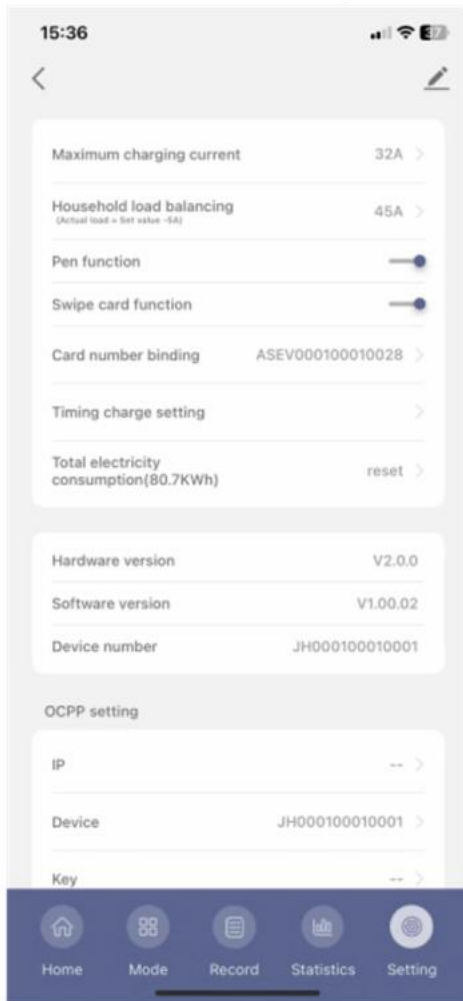 15:36
37
Maximum charging current 32A >
Household load balancing 45A >
(Actual load = Set value -5A)
Pen function
Swipe card function
Card number binding ASEV000100010028 >
Timing charge setting >
Total electricity
consumption(80.7KWh) reset >
Hardware version V2.0.0
Software version V1.00.02
Device number JH000100010001
OCPP setting
IP -- >
Device JH000100010001 >
Key -- >
Home Mode Record Statistics Setting